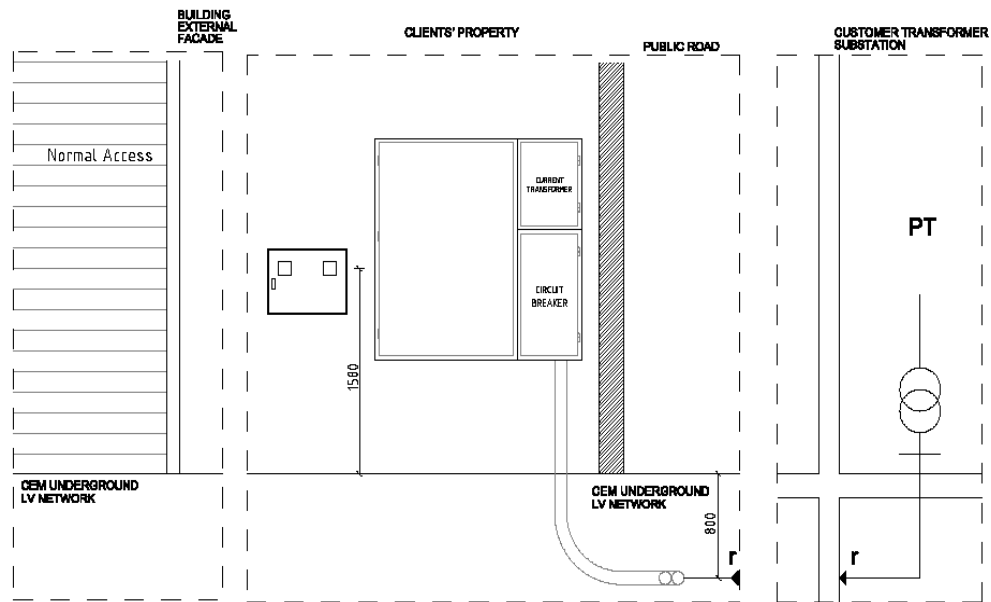 BUILDING
EXTERNAL
FACADE
CLIENTS' PROPERTY
PUBLIC ROAD
CUSTOMER TRANSFORMER
SUBSTATION
Normal Access
CURRENT
TRANSFORMER
CIRCUIT
BREAKER
PT
1580
CEM UNDERGROUND
LV NETWORK
CEM UNDERGROUND
LV NETWORK
800
r
r